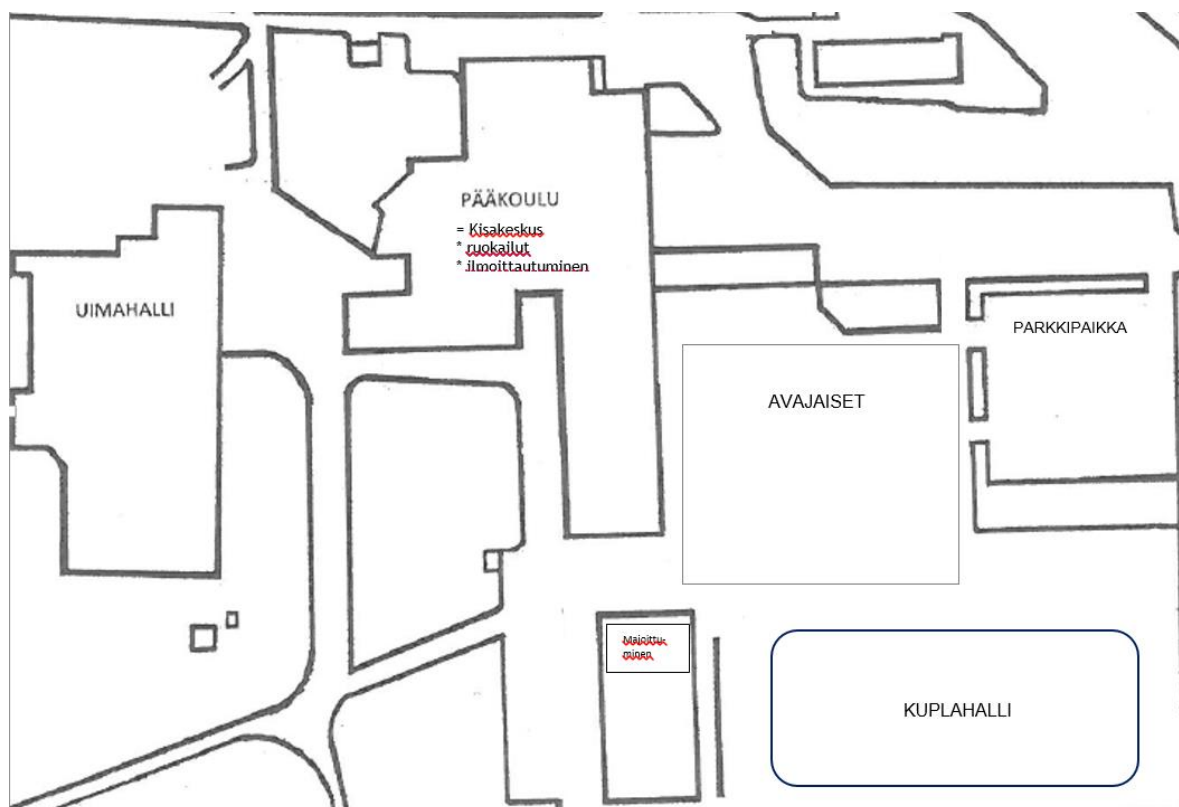 PÄÄKOULU
= Kisakeskus
* ruokailut
* ilmoittautuminen
UIMAHALLI
PARKKIPAIKKA
AVAJAISET
Majoittu-
minen
KUPLAHALLI